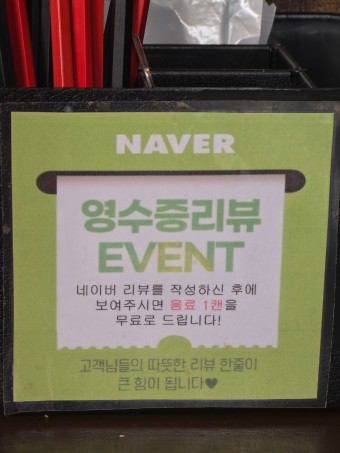 NAVER
영수증리뷰
EVENT
네이버 리뷰를 작성하신 후에
보여주시면 음료 1캔을
무료로 드립니다!
고객님들의 따뜻한 리뷰 한줄이
큰 힘이 됩니다♥